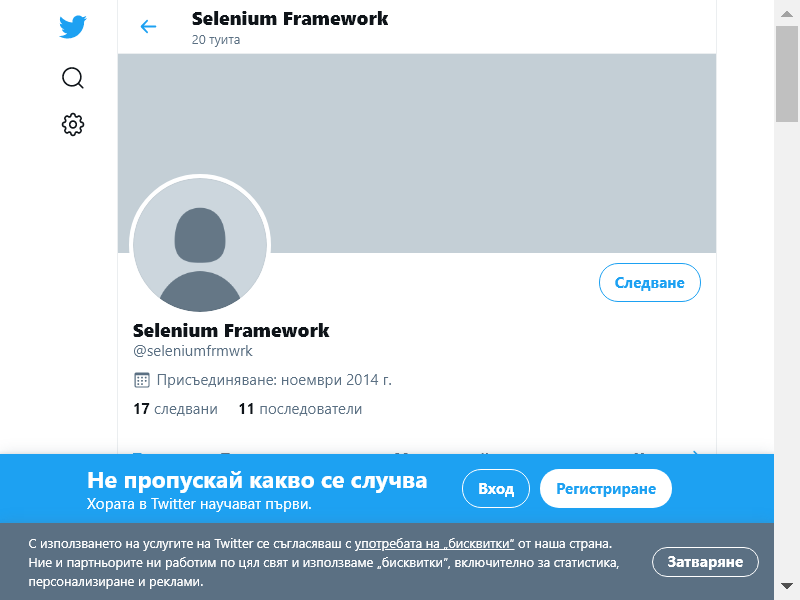 Selenium Framework
20 туита
Следване
Selenium Framework
@seleniumfrmwrk
Присъединяване: ноември 2014 г.
17 следвани 11 последователи
Не пропускай какво се случва
Хората в Twitter научават първи.
Вход
Регистриране
С използването на услугите на Twitter се съгласяваш с употребата на „бисквитки“ от наша страна.
Ние и партньорите ни работим по цял свят и използваме „бисквитки“, включително за статистика,
персонализиране и реклами.
Затваряне